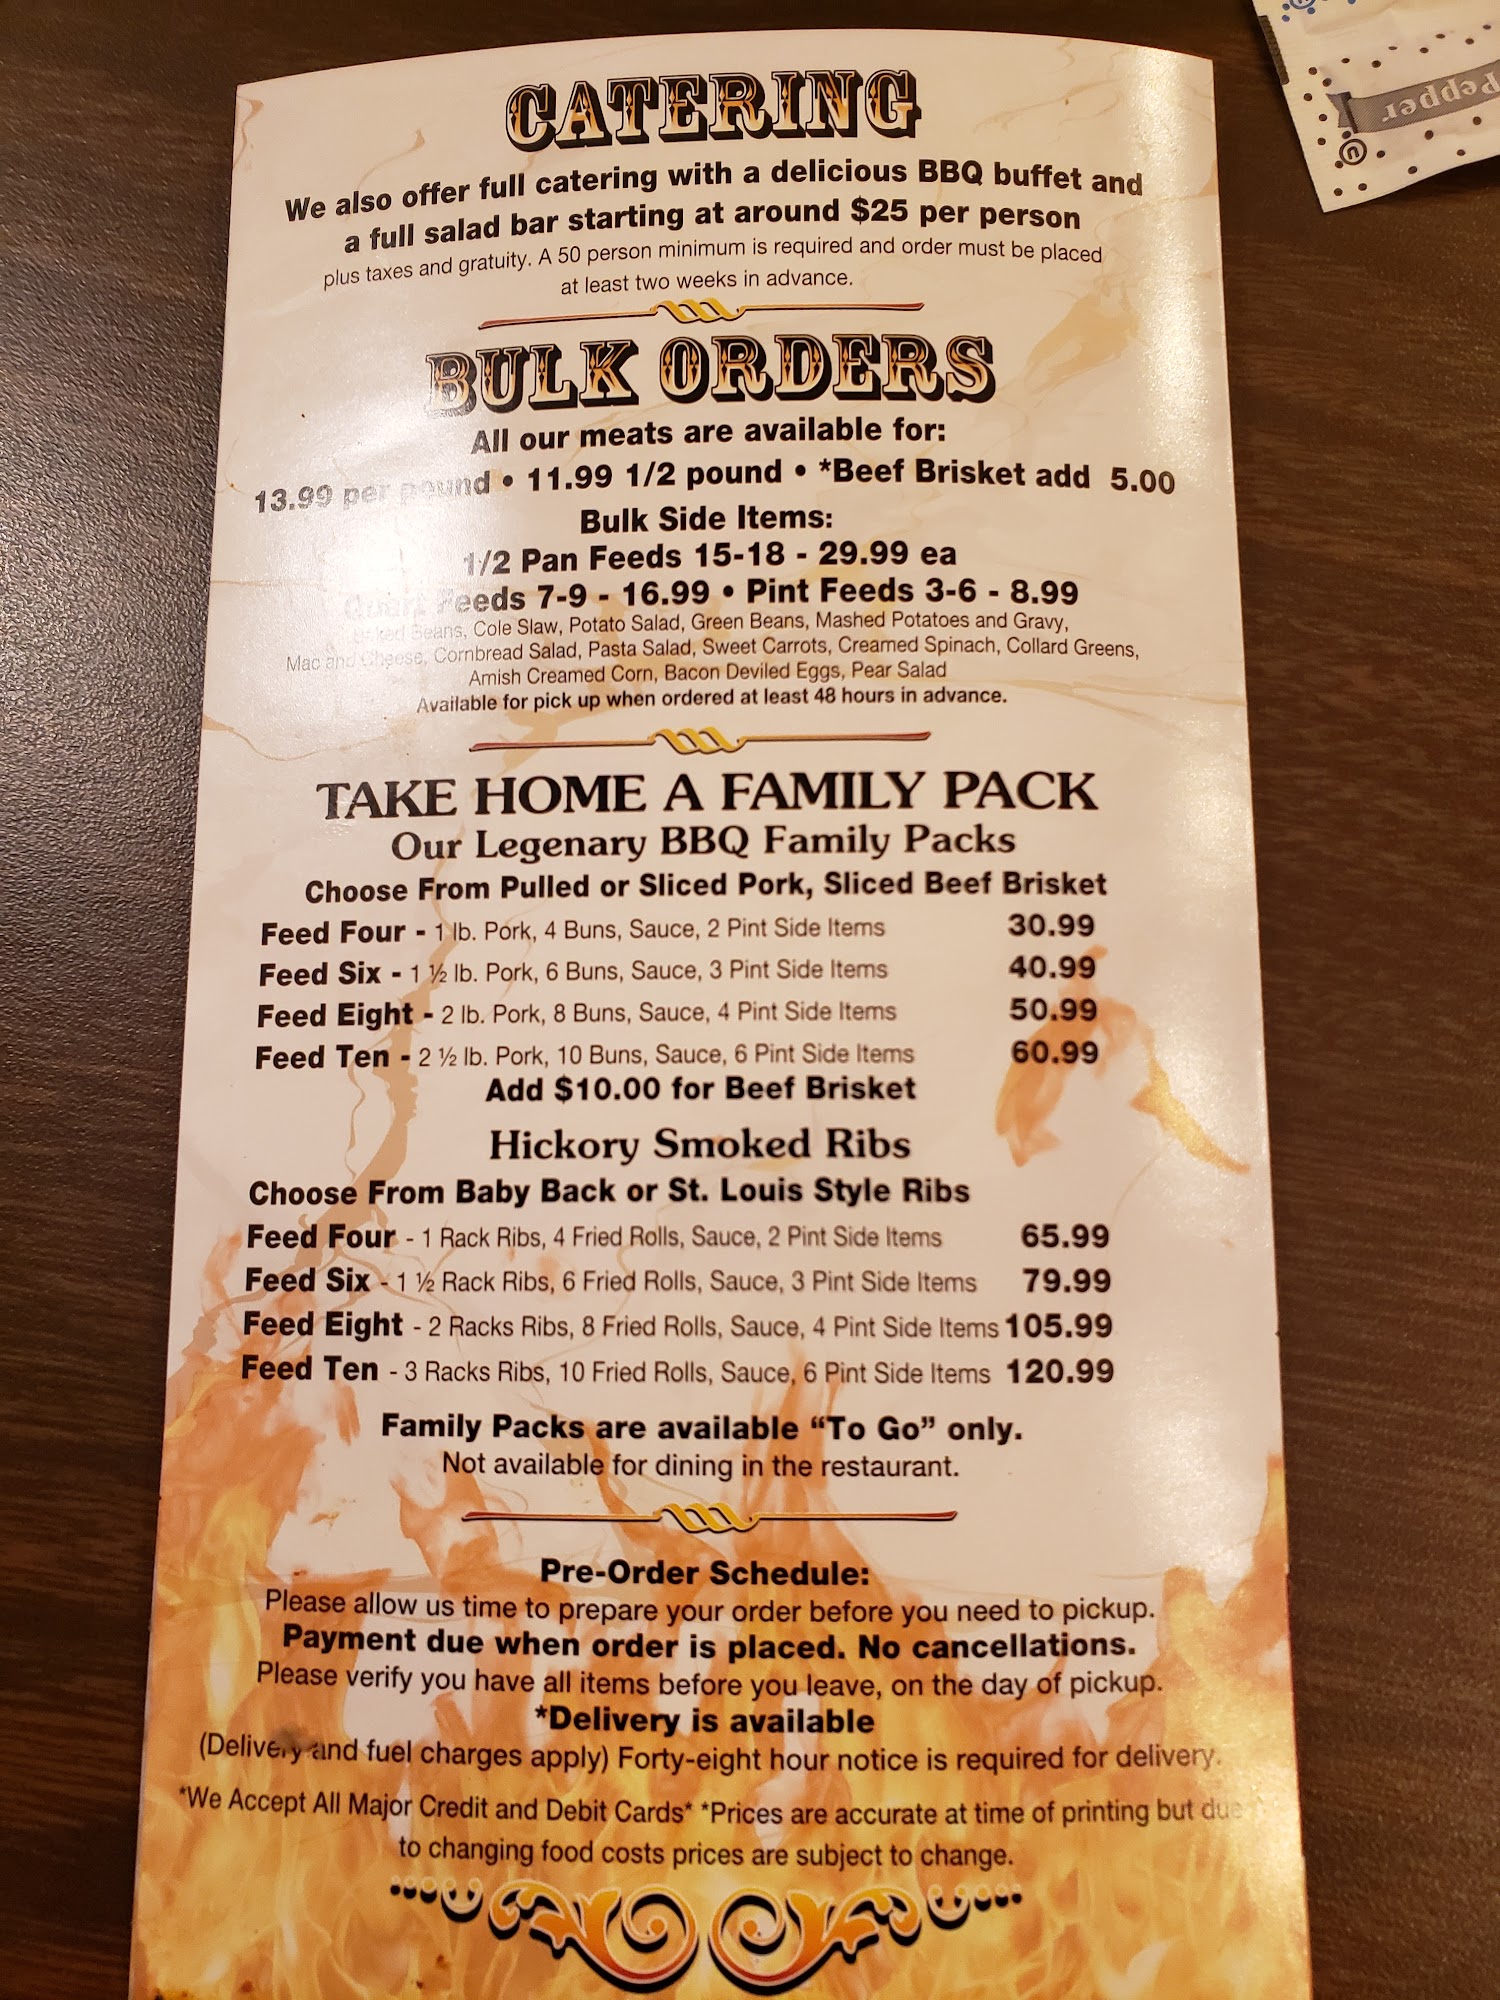 Pepper
CATERING
We also offer full catering with a delicious BBQ buffet and
a full salad bar starting at around $25 per person
plus taxes and gratuity. A 50 person minimum is required and order must be placed
at least two weeks in advance.
BULK ORDERS
All our meats are available for:
13.99 per pound • 11.99 1/2 pound • *Beef Brisket add 5.00
Bulk Side Items:
1/2 Pan Feeds 15-18 - 29.99 ea
Quart Feeds 7-9 - 16.99 • Pint Feeds 3-6 - 8.99
Baked Beans, Cole Slaw, Potato Salad, Green Beans, Mashed Potatoes and Gravy,
Mac and Cheese, Cornbread Salad, Pasta Salad, Sweet Carrots, Creamed Spinach, Collard Greens,
Amish Creamed Corn, Bacon Deviled Eggs, Pear Salad
Available for pick up when ordered at least 48 hours in advance.
TAKE HOME A FAMILY PACK
Our Legenary BBQ Family Packs
Choose From Pulled or Sliced Pork, Sliced Beef Brisket
Feed Four - 1 lb. Pork, 4 Buns, Sauce, 2 Pint Side Items 30.99
Feed Six - 1 ½ lb. Pork, 6 Buns, Sauce, 3 Pint Side Items 40.99
Feed Eight - 2 lb. Pork, 8 Buns, Sauce, 4 Pint Side Items 50.99
Feed Ten - 2 ½ lb. Pork, 10 Buns, Sauce, 6 Pint Side Items 60.99
Add $10.00 for Beef Brisket
Hickory Smoked Ribs
Choose From Baby Back or St. Louis Style Ribs
Feed Four - 1 Rack Ribs, 4 Fried Rolls, Sauce, 2 Pint Side Items 65.99
Feed Six - 1 ½ Rack Ribs, 6 Fried Rolls, Sauce, 3 Pint Side Items 79.99
Feed Eight - 2 Racks Ribs, 8 Fried Rolls, Sauce, 4 Pint Side Items 105.99
Feed Ten - 3 Racks Ribs, 10 Fried Rolls, Sauce, 6 Pint Side Items 120.99
Family Packs are available “To Go” only.
Not available for dining in the restaurant.
Pre-Order Schedule:
Please allow us time to prepare your order before you need to pickup.
Payment due when order is placed. No cancellations.
Please verify you have all items before you leave, on the day of pickup.
*Delivery is available
(Delivery and fuel charges apply) Forty-eight hour notice is required for delivery.
*We Accept All Major Credit and Debit Cards* *Prices are accurate at time of printing but due
to changing food costs prices are subject to change.